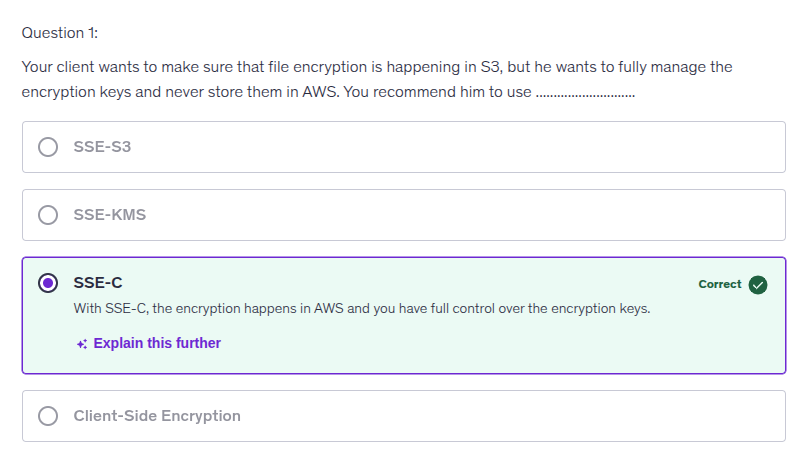 Question 1:
Your client wants to make sure that file encryption is happening in S3, but he wants to fully manage the
encryption keys and never store them in AWS. You recommend him to use ............................
SSE-S3
SSE-KMS
SSE-C
Correct
With SSE-C, the encryption happens in AWS and you have full control over the encryption keys.
Explain this further
Client-Side Encryption